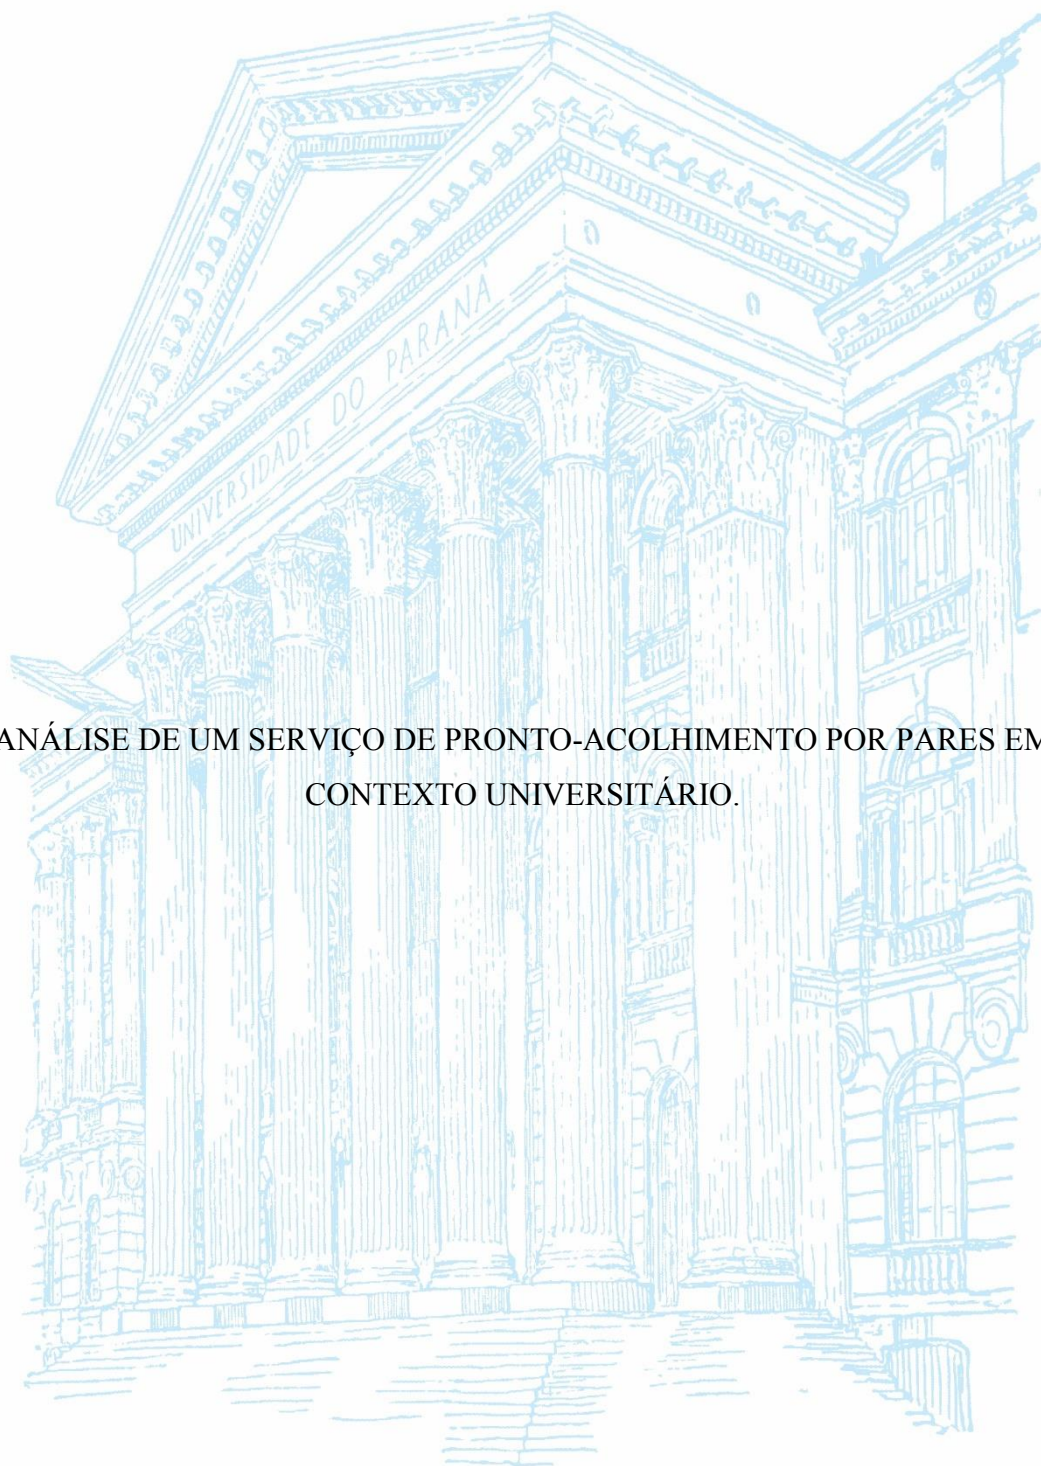 UNIVERSIDADE DO PARANÁ
ANÁLISE DE UM SERVIÇO DE PRONTO-ACOLHIMENTO POR PARES EM
CONTEXTO UNIVERSITÁRIO.